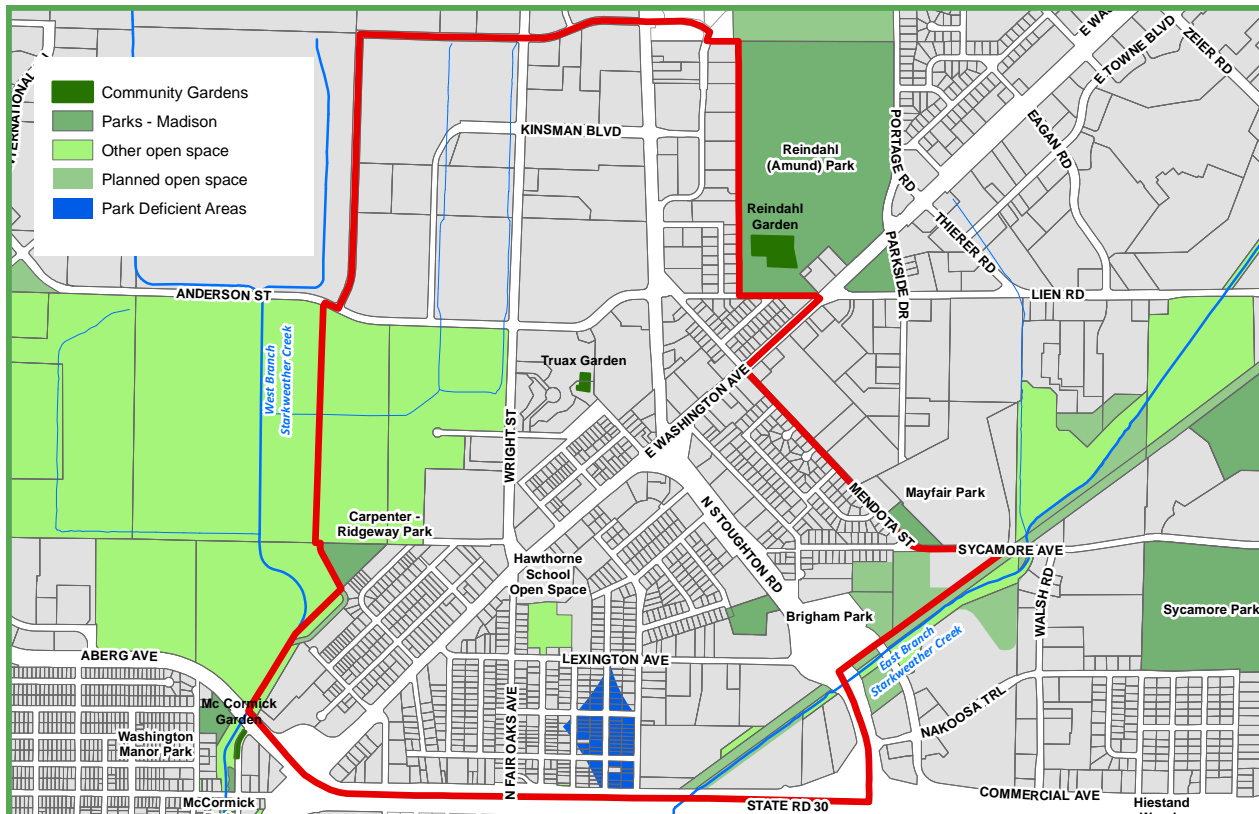 Community Gardens
Parks - Madison
Other open space
Planned open space
Park Deficient Areas
KINSMAN BLVD
Reindahl
(Amund) Park
Reindahl
Garden
PORTAGE RD
THIERER RD
PARKSIDE DR
EAGAN RD
E TOWNE BLVD
ZEIER RD
LIEN RD
ANDERSON ST
West Branch
Starkweather Creek
Truax Garden
WRIGHT ST
E WASHINGTON AVE
N STOUGHTON RD
MENDOTA ST
Mayfair Park
SYCAMORE AVE
Carpenter -
Ridgeway Park
Hawthorne
School
Open Space
Brigham Park
WALSH RD
Sycamore Park
East Branch
Starkweather Creek
LEXINGTON AVE
ABERG AVE
Mc Cormick
Garden
Washington
Manor Park
McCormick
N FAIR OAKS AVE
NAKOOSA TRL
STATE RD 30
COMMERCIAL AVE
Hiestand